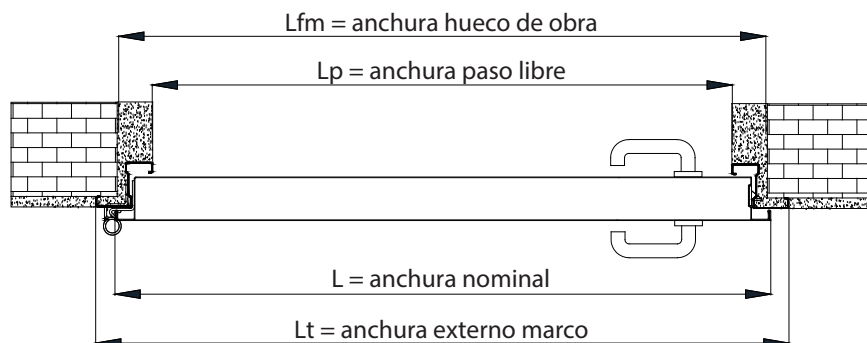 Lfm = anchura hueco de obra
Lp = anchura paso libre
L = anchura nominal
Lt = anchura externo marco